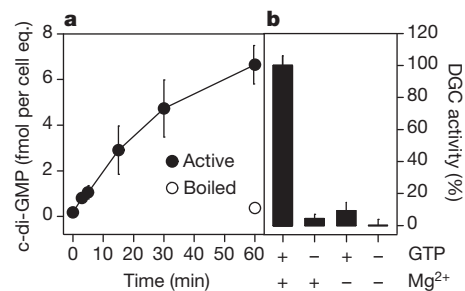 a
b
c-di-GMP (fmol per cell eq.)
8
6
4
2
0
Active
Boiled
0 10 20 30 40 50 60
Time (min)
120
100
80
60
40
20
0
DGC activity (%)
+ − + − GTP
+ + − − Mg²⁺